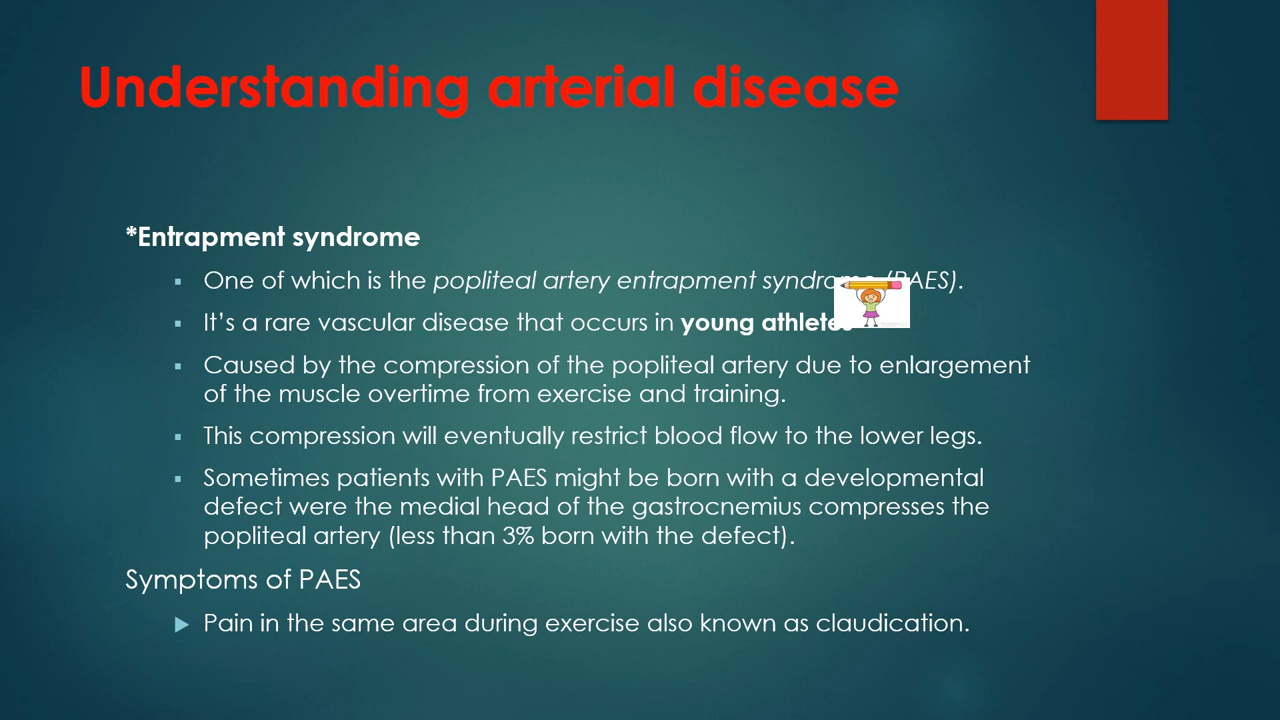 Understanding arterial disease
*Entrapment syndrome
One of which is the popliteal artery entrapment syndrome (PAES).
It’s a rare vascular disease that occurs in young athletes
Caused by the compression of the popliteal artery due to enlargement
of the muscle overtime from exercise and training.
This compression will eventually restrict blood flow to the lower legs.
Sometimes patients with PAES might be born with a developmental
defect were the medial head of the gastrocnemius compresses the
popliteal artery (less than 3% born with the defect).
Symptoms of PAES
Pain in the same area during exercise also known as claudication.